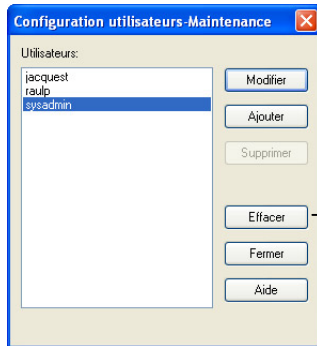 Configuration utilisateurs-Maintenance
Utilisateurs:
jacquest
raulp
sysadmin
Modifier
Ajouter
Supprimer
Effacer
Fermer
Aide